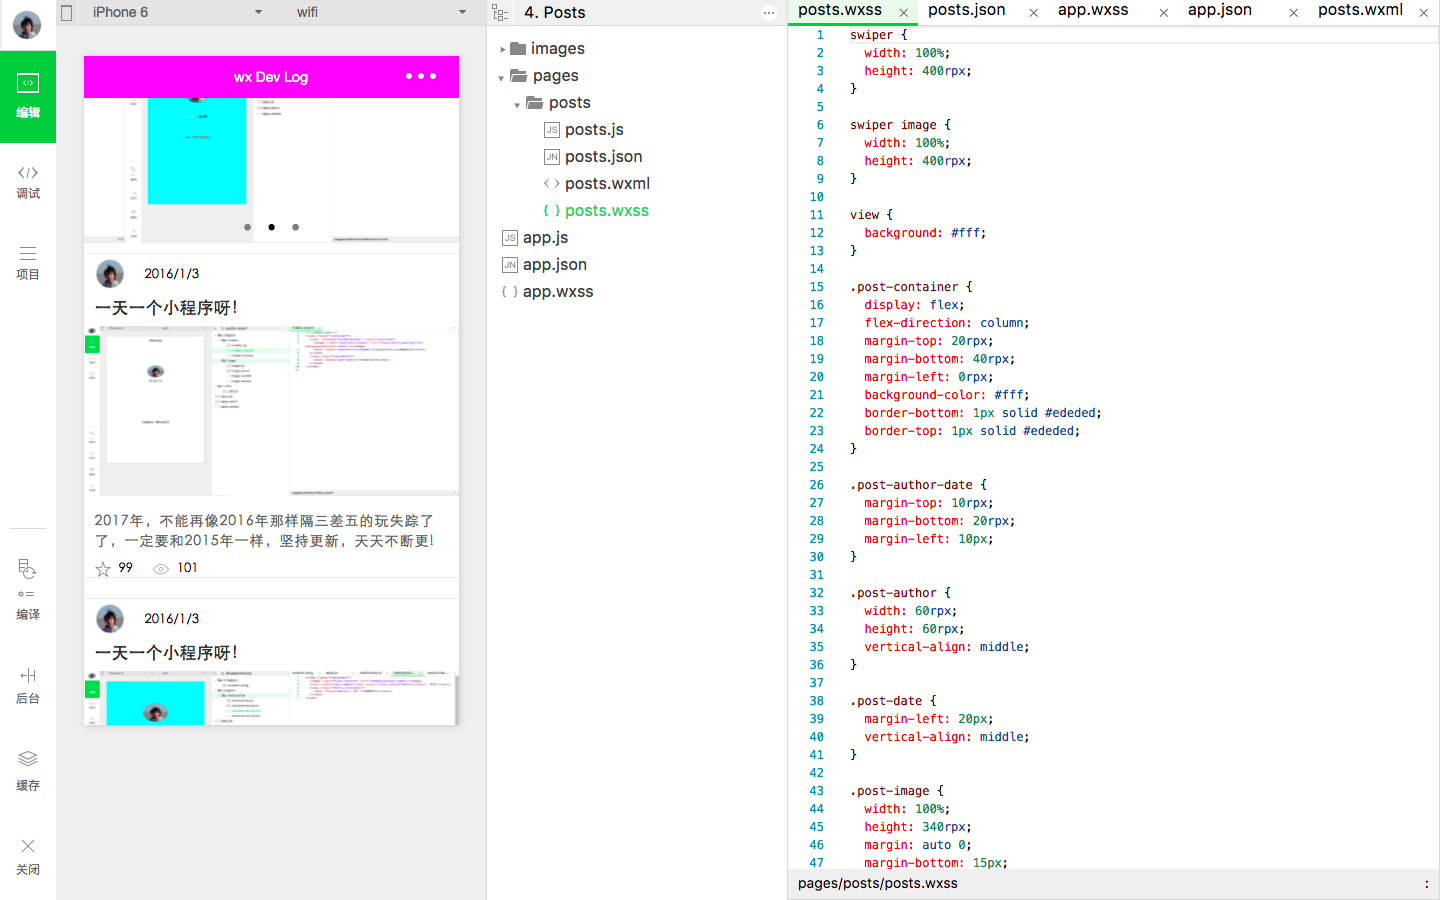 iPhone 6
wifi
编辑
调试
项目
编译
后台
缓存
关闭
wx Dev Log
2016/1/3
一天一个小程序呀！
2017年，不能再像2016年那样隔三差五的玩失踪了
了，一定要和2015年一样，坚持更新，天天不断更！
99 101
2016/1/3
一天一个小程序呀！
4. Posts
images
pages
posts
JS posts.js
JN posts.json
< > posts.wxml
{ } posts.wxss
JS app.js
JN app.json
{ } app.wxss
posts.wxss × posts.json × app.wxss × app.json × posts.wxml ×
1 swiper {
2 width: 100%;
3 height: 400rpx;
4 }
5
6 swiper image {
7 width: 100%;
8 height: 400rpx;
9 }
10
11 view {
12 background: #fff;
13 }
14
15 .post-container {
16 display: flex;
17 flex-direction: column;
18 margin-top: 20rpx;
19 margin-bottom: 40rpx;
20 margin-left: 0rpx;
21 background-color: #fff;
22 border-bottom: 1px solid #ededed;
23 border-top: 1px solid #ededed;
24 }
25
26 .post-author-date {
27 margin-top: 10rpx;
28 margin-bottom: 20rpx;
29 margin-left: 10px;
30 }
31
32 .post-author {
33 width: 60rpx;
34 height: 60rpx;
35 vertical-align: middle;
36 }
37
38 .post-date {
39 margin-left: 20px;
40 vertical-align: middle;
41 }
42
43 .post-image {
44 width: 100%;
45 height: 340rpx;
46 margin: auto 0;
47 margin-bottom: 15px;
pages/posts/posts.wxss